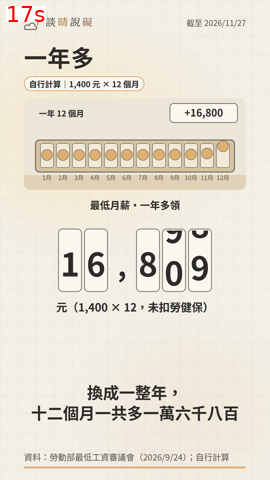 17s
談晴說礙
截至 2026/11/27
一年多
自行計算｜1,400 元 × 12 個月
一年 12 個月
+16,800
1月 2月 3月 4月 5月 6月 7月 8月 9月 10月 11月 12月
最低月薪・一年多領
16,8
元（1,400 × 12，未扣勞健保）
換成一整年，
十二個月一共多一萬六千八百
資料：勞動部最低工資審議會（2026/9/24）；自行計算